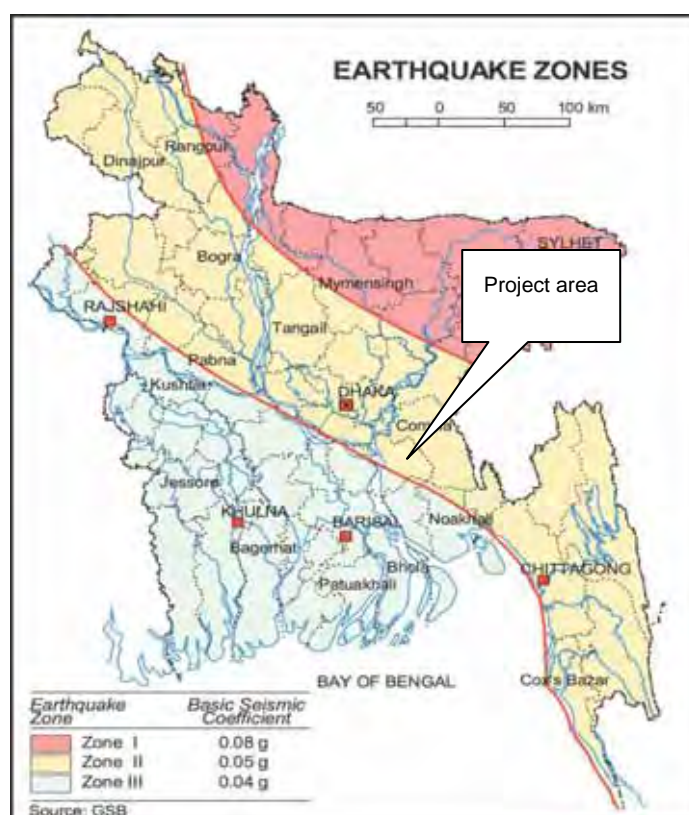 EARTHQUAKE ZONES
50 0 50 100 km
Rangpur
Dinajpur
SYLHET
Bogra
Mymensingh
Project area
RAJSHAHI
Tangail
Pabna
Kushtia
DHAKA
Comilla
Jessore
KHULNA
Noakhali
BARISAL
Bagerhat
Bhola
CHITTAGONG
Patuakhali
BAY OF BENGAL
Cox's Bazar
Earthquake Zone Basic Seismic Coefficient
Zone I 0.08 g
Zone II 0.05 g
Zone III 0.04 g
Source: GSB